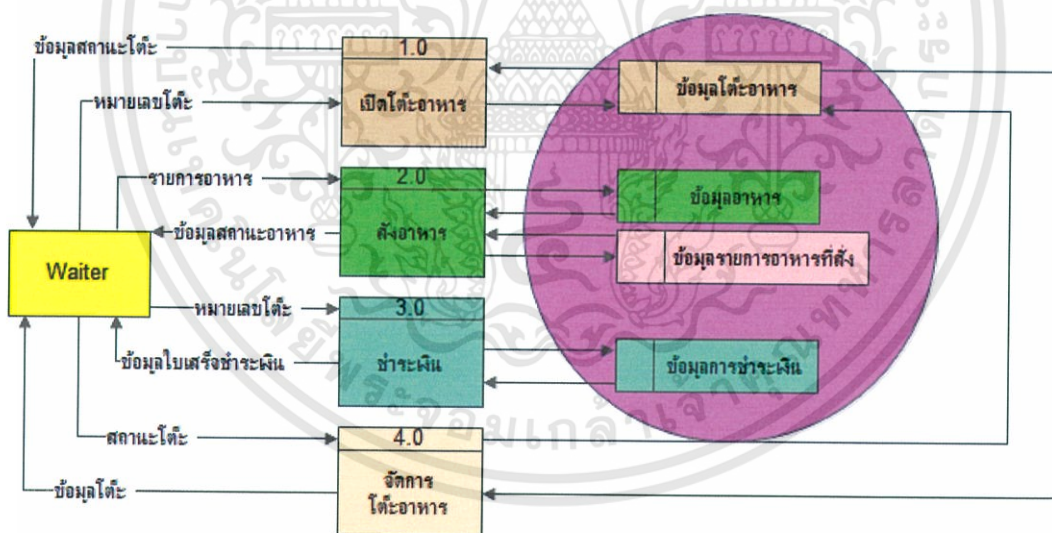 ข้อมูลสถานะโต๊ะ
1.0
เปิดโต๊ะอาหาร
ข้อมูลโต๊ะอาหาร
หมายเลขโต๊ะ
รายการอาหาร
2.0
สั่งอาหาร
ข้อมูลอาหาร
ข้อมูลสถานะอาหาร
ข้อมูลรายการอาหารที่สั่ง
Waiter
หมายเลขโต๊ะ
3.0
ชำระเงิน
ข้อมูลการชำระเงิน
ข้อมูลใบเสร็จชำระเงิน
สถานะโต๊ะ
4.0
จัดการ
โต๊ะอาหาร
ข้อมูลโต๊ะ